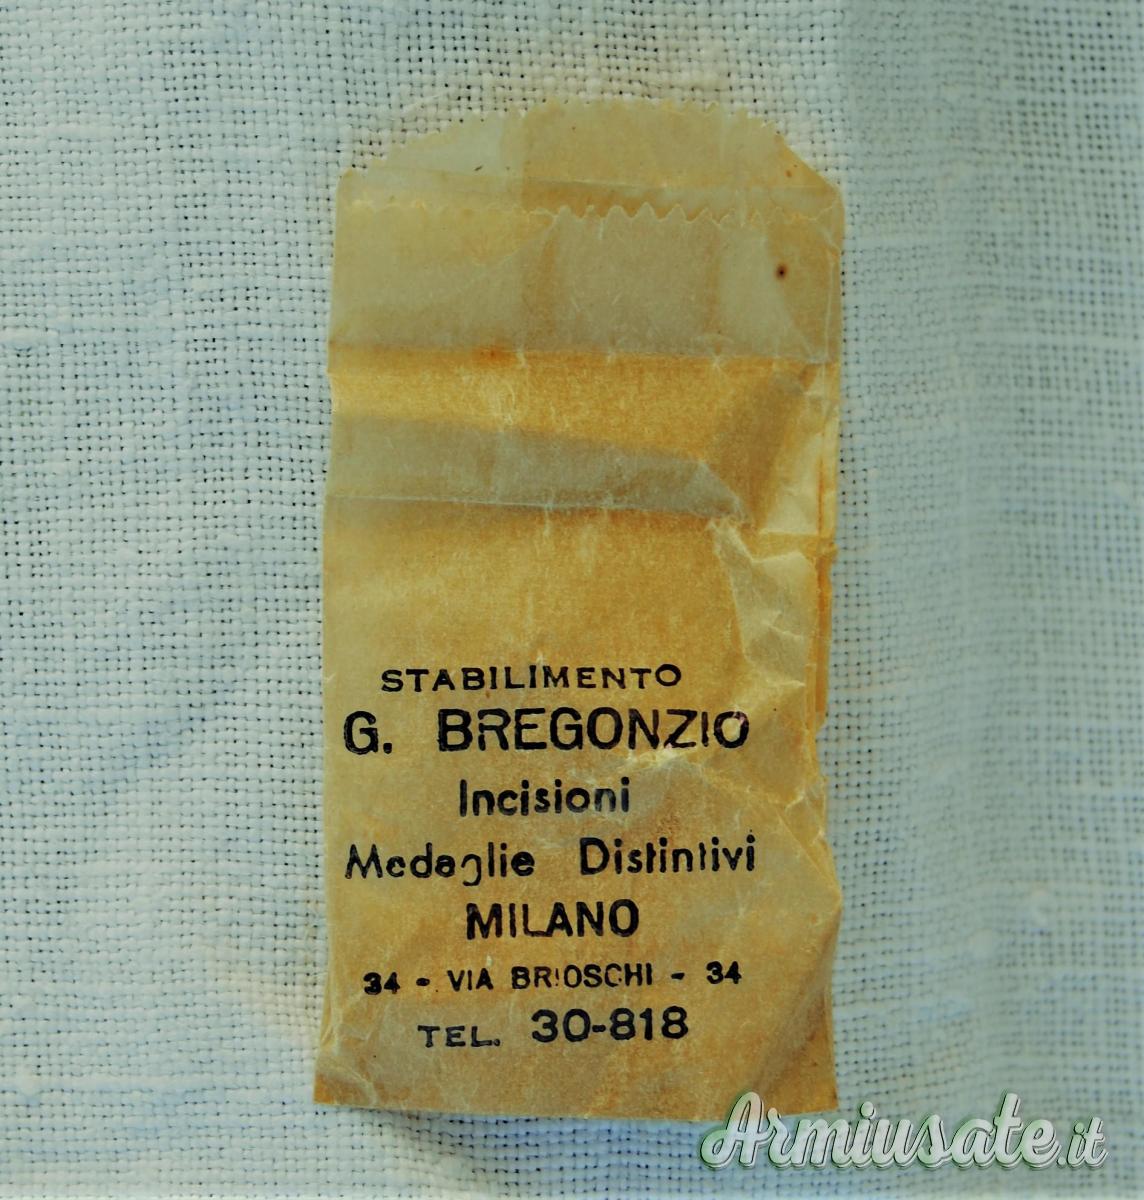 STABILIMENTO
G. BREGONZIO
Incisioni
Medaglie Distintivi
MILANO
34 - VIA BRIOSCHI - 34
TEL. 30-818
Armiusate.it